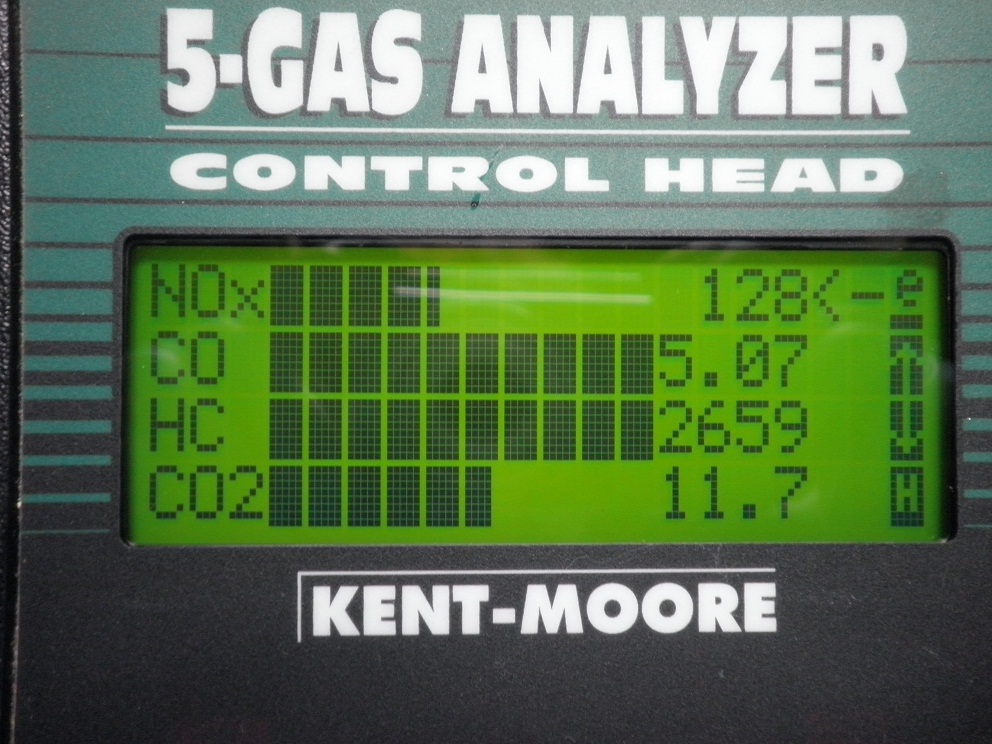 5-GAS ANALYZER
CONTROL HEAD
NOx 128<-e
CO 5.07
HC 2659
CO2 11.7
KENT-MOORE